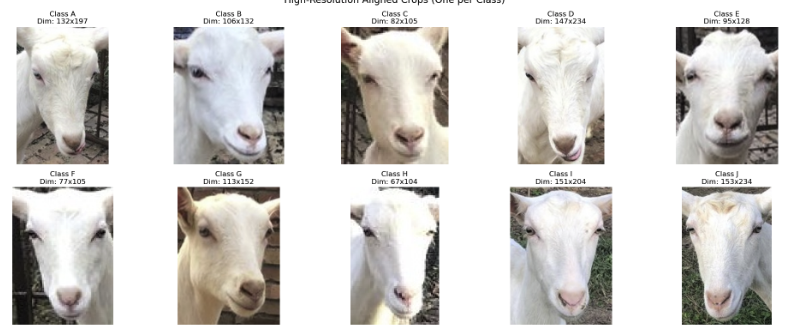 High-Resolution Aligned Crops (One per Class)
Class A
Dim: 132x197
Class B
Dim: 106x132
Class C
Dim: 82x105
Class D
Dim: 147x234
Class E
Dim: 95x128
Class F
Dim: 77x105
Class G
Dim: 113x152
Class H
Dim: 67x104
Class I
Dim: 151x204
Class J
Dim: 153x234